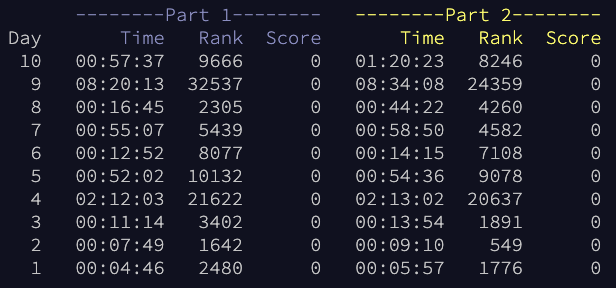 --------Part 1--------   --------Part 2--------
Day       Time    Rank  Score       Time   Rank  Score
 10   00:57:37    9666      0   01:20:23   8246      0
  9   08:20:13   32537      0   08:34:08  24359      0
  8   00:16:45    2305      0   00:44:22   4260      0
  7   00:55:07    5439      0   00:58:50   4582      0
  6   00:12:52    8077      0   00:14:15   7108      0
  5   00:52:02   10132      0   00:54:36   9078      0
  4   02:12:03   21622      0   02:13:02  20637      0
  3   00:11:14    3402      0   00:13:54   1891      0
  2   00:07:49    1642      0   00:09:10    549      0
  1   00:04:46    2480      0   00:05:57   1776      0